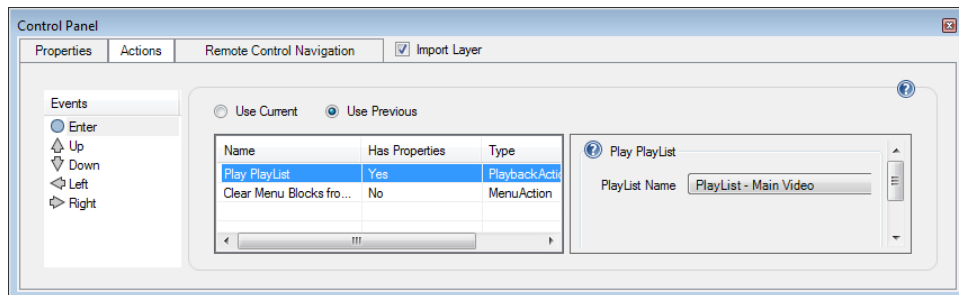 Control Panel
Properties Actions Remote Control Navigation Import Layer
Events
Enter
Up
Down
Left
Right
Use Current Use Previous
Name Has Properties Type
Play PlayList Yes PlaybackActi
Clear Menu Blocks fro... No MenuAction
Play PlayList
PlayList Name PlayList - Main Video